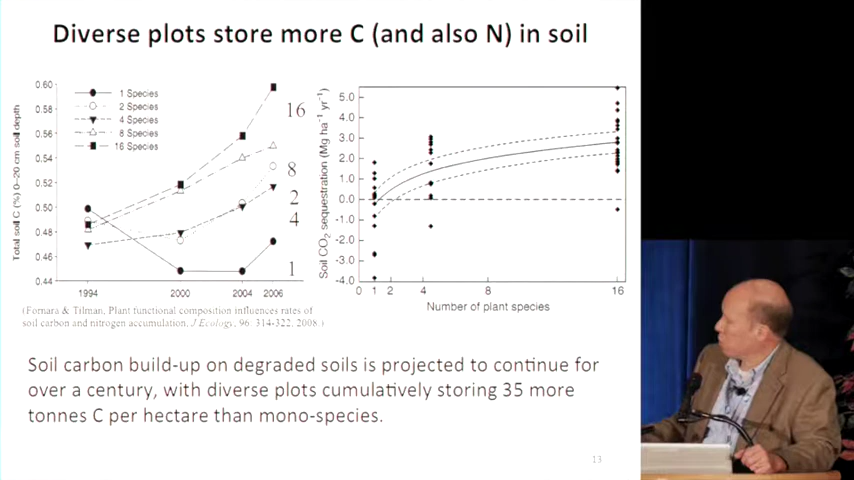 Diverse plots store more C (and also N) in soil
Total soil C (%) 0–20 cm soil depth
0.60
0.58
0.56
0.54
0.52
0.50
0.48
0.46
0.44
1 Species
2 Species
4 Species
8 Species
16 Species
16
8
2
4
1
1994
2000
2004
2006
Soil CO₂ sequestration (Mg ha⁻¹ yr⁻¹)
5.0
4.0
3.0
2.0
1.0
0.0
-1.0
-2.0
-3.0
-4.0
0 1 2 4 8 16
Number of plant species
(Fornara & Tilman, Plant functional composition influences rates of
soil carbon and nitrogen accumulation, J Ecology, 96: 314-322, 2008.)
Soil carbon build-up on degraded soils is projected to continue for
over a century, with diverse plots cumulatively storing 35 more
tonnes C per hectare than mono-species.
13